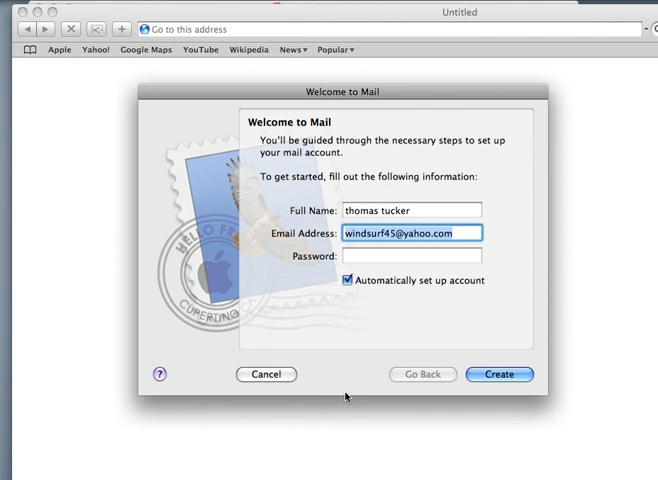 Untitled
Go to this address
Apple Yahoo! Google Maps YouTube Wikipedia News▾ Popular▾
Welcome to Mail
Welcome to Mail
You'll be guided through the necessary steps to set up
your mail account.
To get started, fill out the following information:
Full Name: thomas tucker
Email Address: windsurf45@yahoo.com
Password:
Automatically set up account
HELLO FR
CUPERTINO
? Cancel Go Back Create